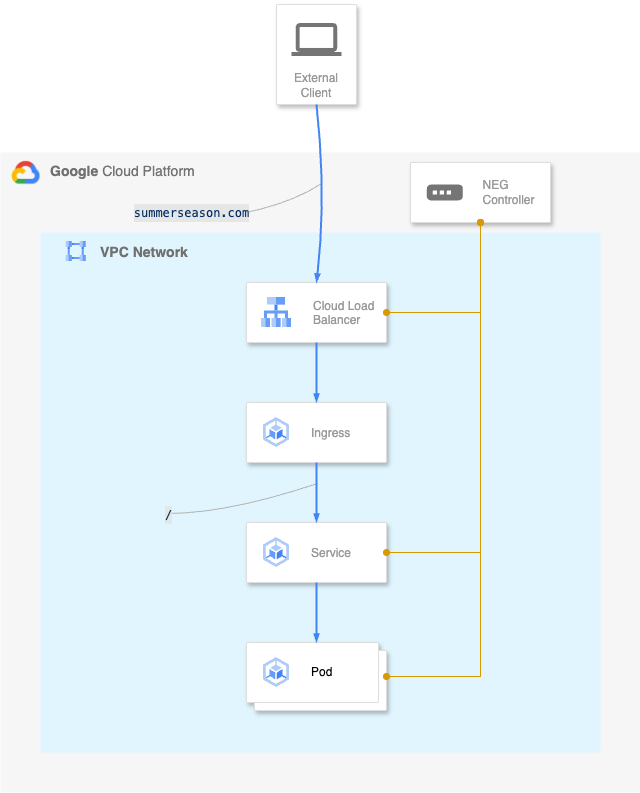 External
Client
Google Cloud Platform
NEG
Controller
summerseason.com
VPC Network
Cloud Load
Balancer
Ingress
/
Service
Pod